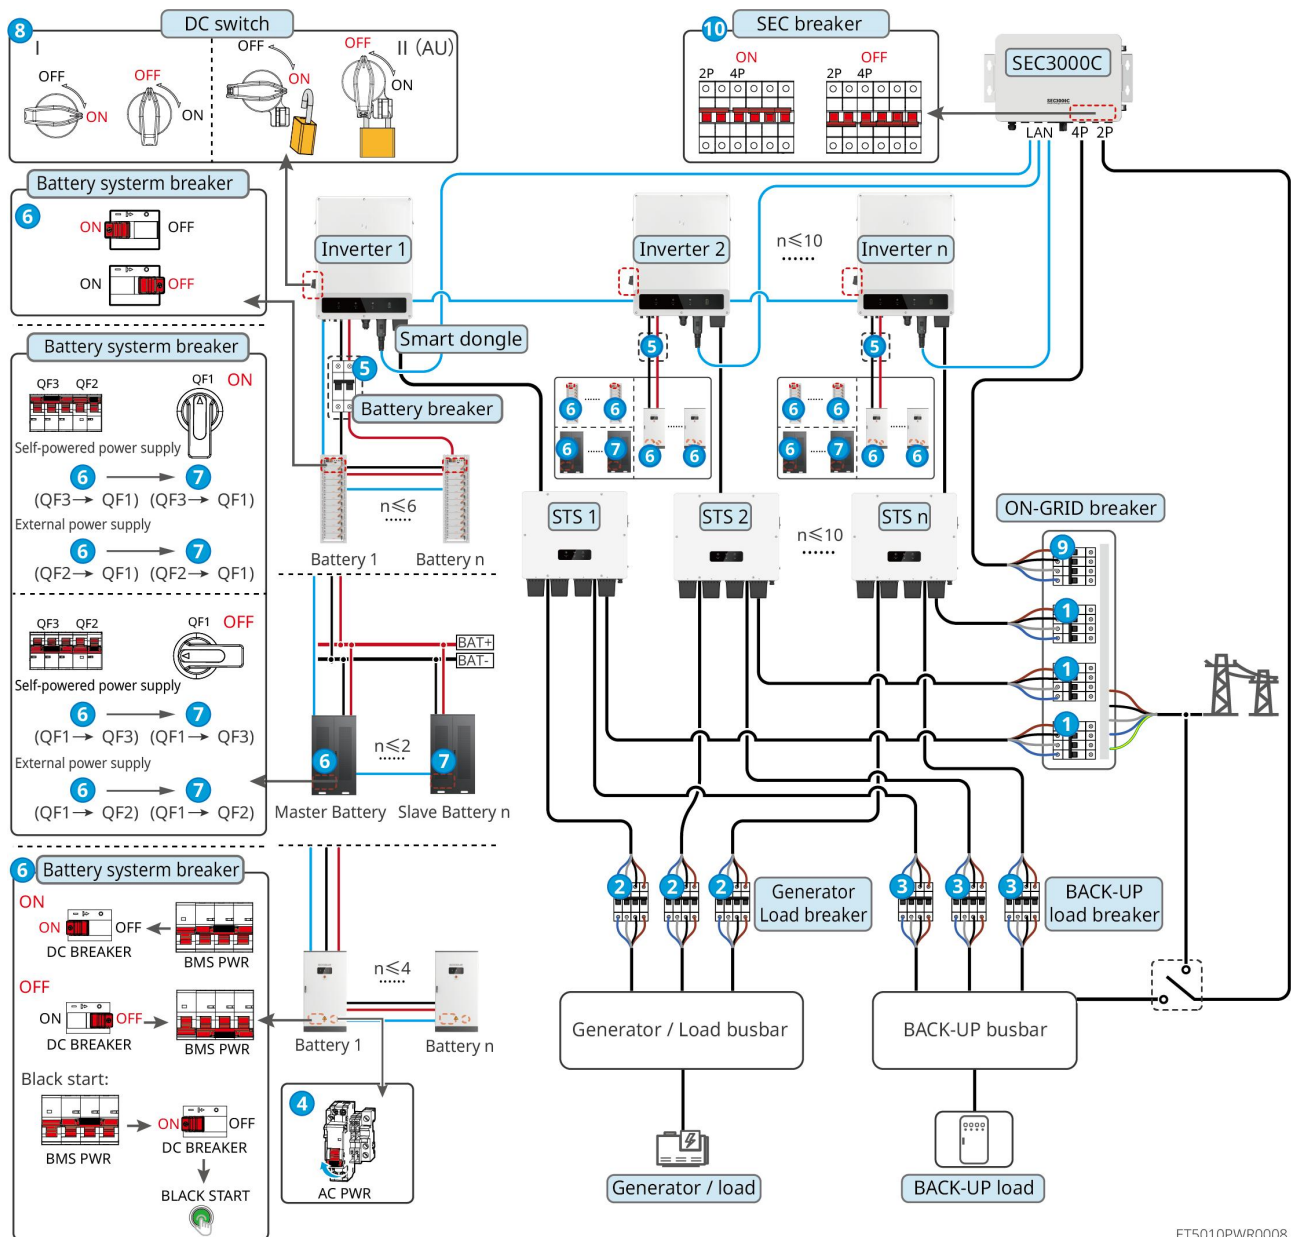 8
DC switch
I
OFF
ON
OFF
ON
OFF
ON
OFF
II (AU)
ON
10
SEC breaker
ON
2P 4P
OFF
2P 4P
SEC3000C
SEC3000C
LAN 4P 2P
Battery systerm breaker
6
ON OFF
ON OFF
Inverter 1
Inverter 2
n≤10
......
Inverter n
Smart dongle
5
Battery breaker
5
5
Battery systerm breaker
QF3 QF2
QF1 ON
Self-powered power supply
6 7
(QF3→ QF1) (QF3→ QF1)
External power supply
6 7
(QF2→ QF1) (QF2→ QF1)
QF3 QF2
QF1 OFF
Self-powered power supply
6 7
(QF1→ QF3) (QF1→ QF3)
External power supply
6 7
(QF1→ QF2) (QF1→ QF2)
n≤6
......
Battery 1
Battery n
6 6
6 7 6 6
6 6
6 7 6 6
STS 1
STS 2
n≤10
......
STS n
ON-GRID breaker
9
1
1
1
BAT+
BAT-
6
n≤2
......
7
Master Battery
Slave Battery n
6
Battery systerm breaker
ON
ON OFF
DC BREAKER
BMS PWR
OFF
ON OFF
DC BREAKER
BMS PWR
Black start:
BMS PWR
ON OFF
DC BREAKER
BLACK START
n≤4
......
Battery 1
Battery n
4
AC PWR
2 2 2
Generator
Load breaker
3 3 3
BACK-UP
load breaker
Generator / Load busbar
BACK-UP busbar
Generator / load
BACK-UP load
ET5010PWR0008